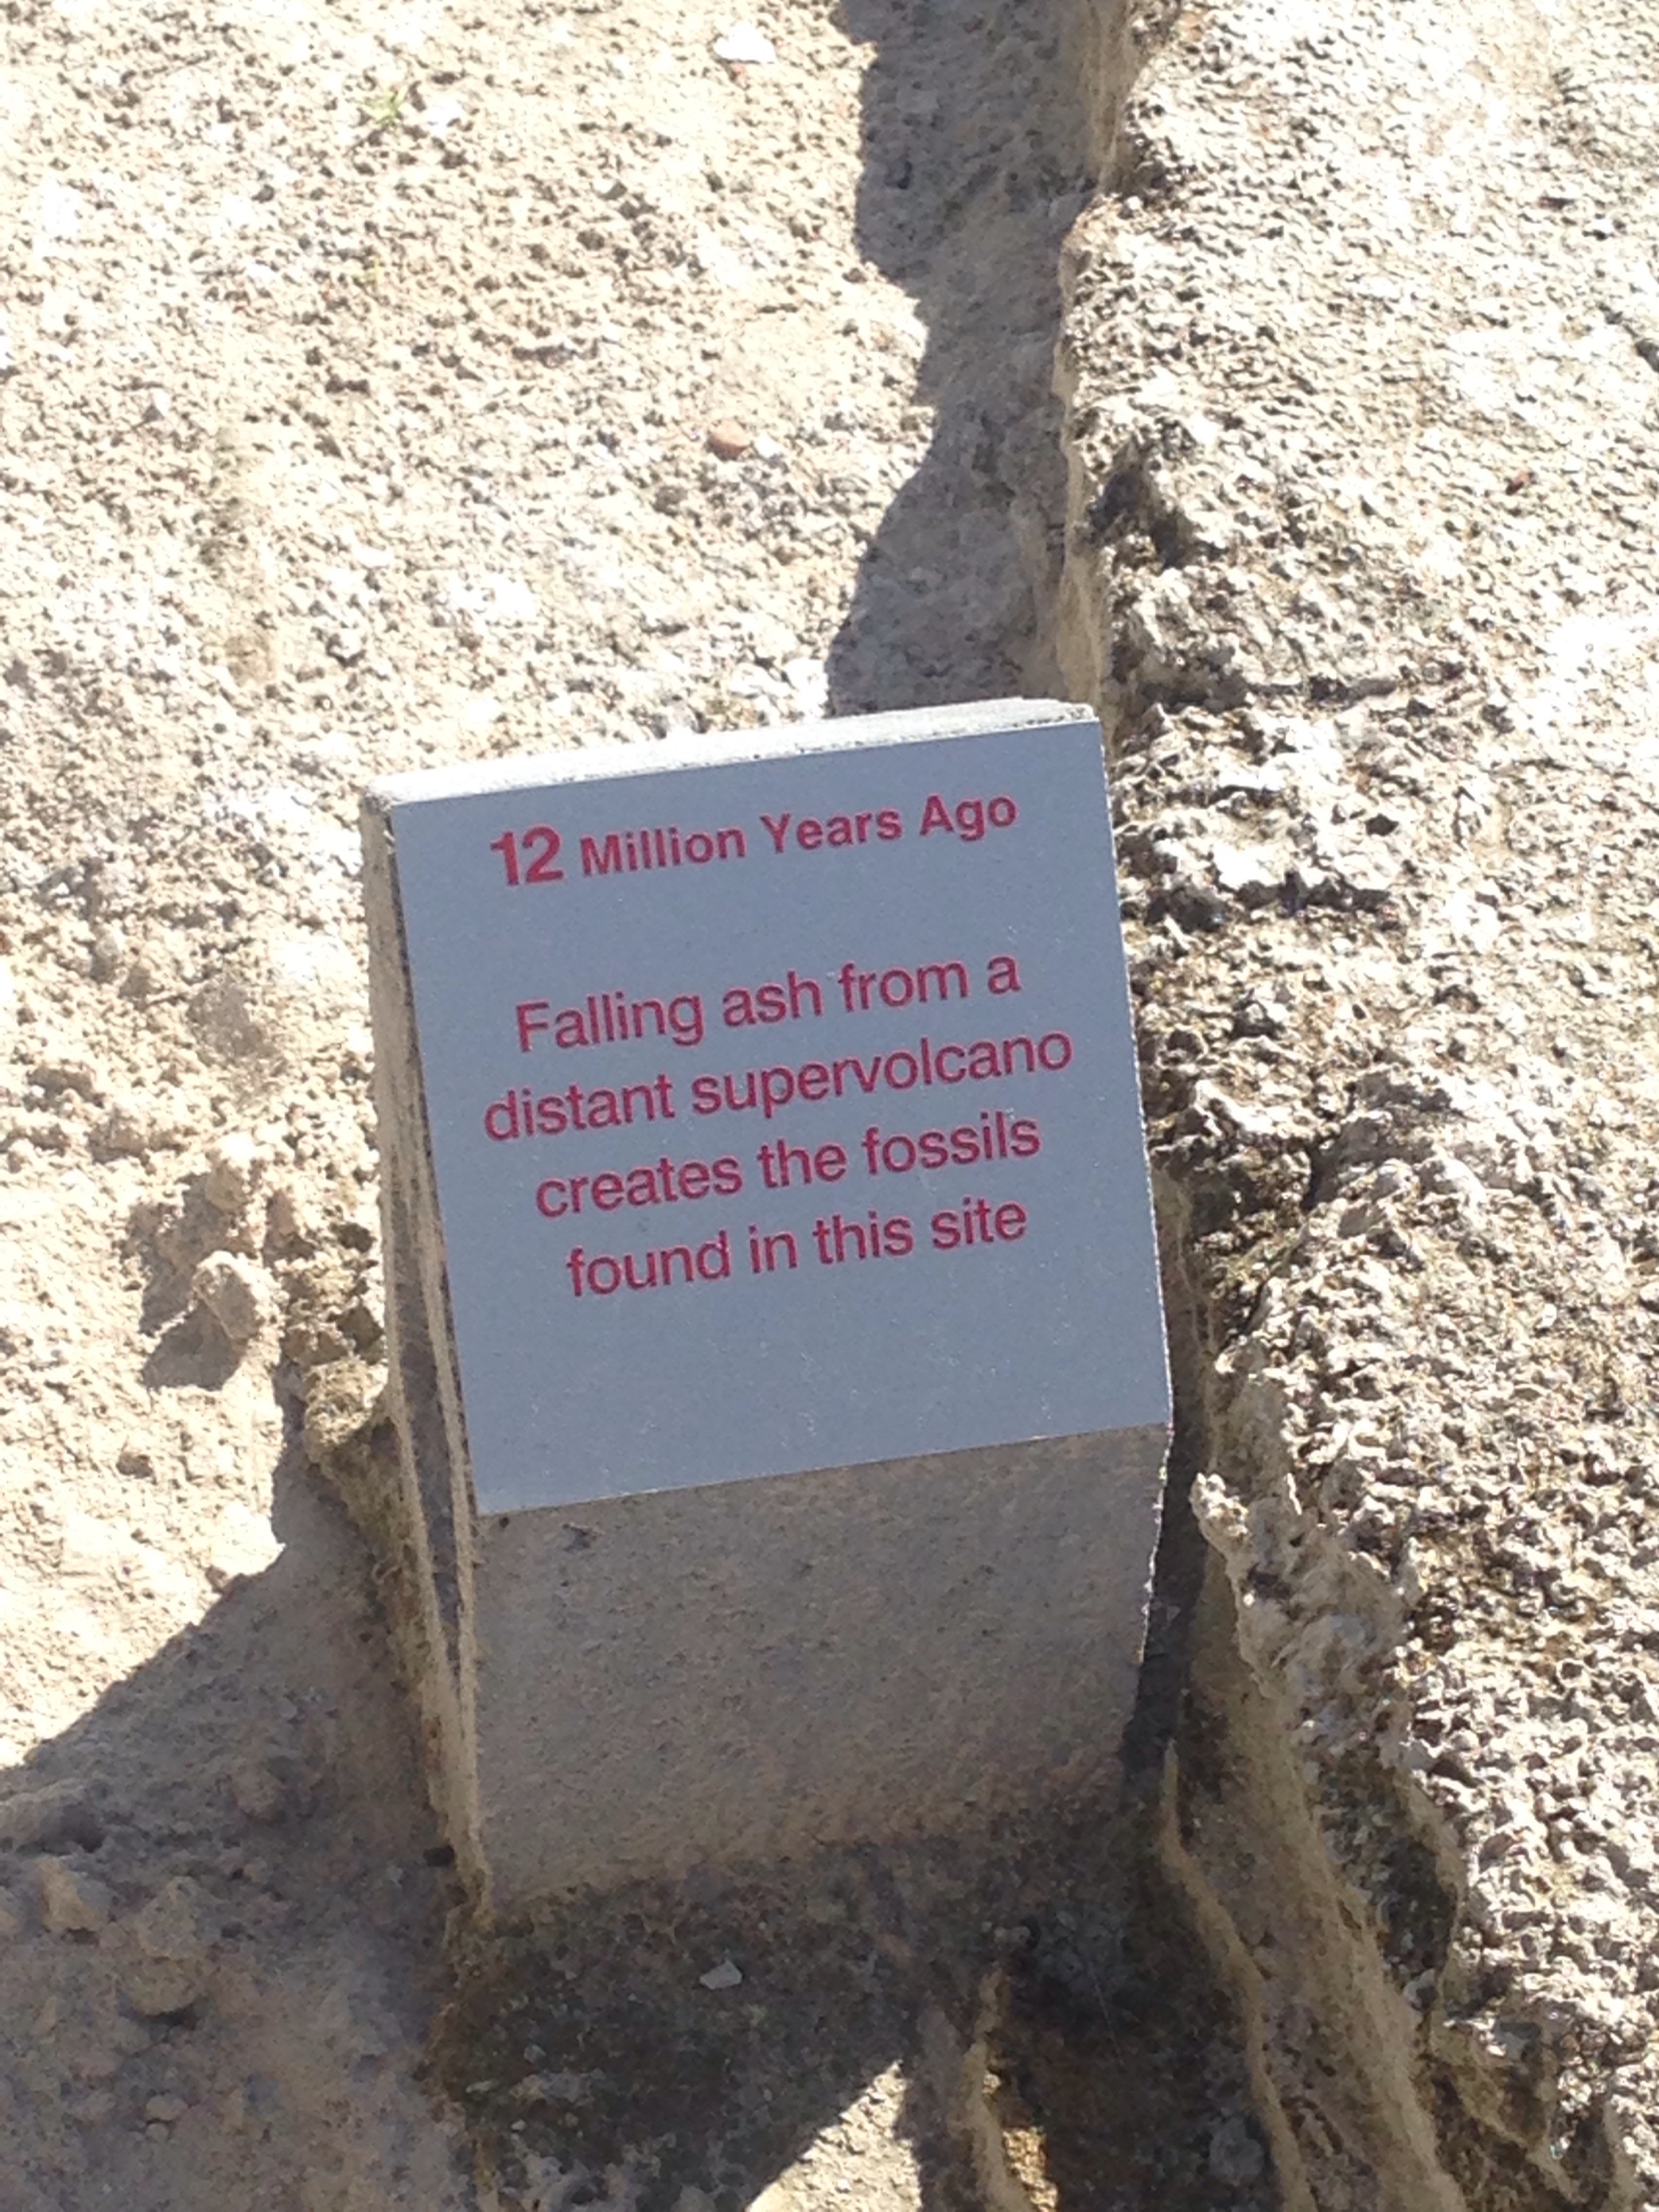 12 Million Years Ago
Falling ash from a
distant supervolcano
creates the fossils
found in this site